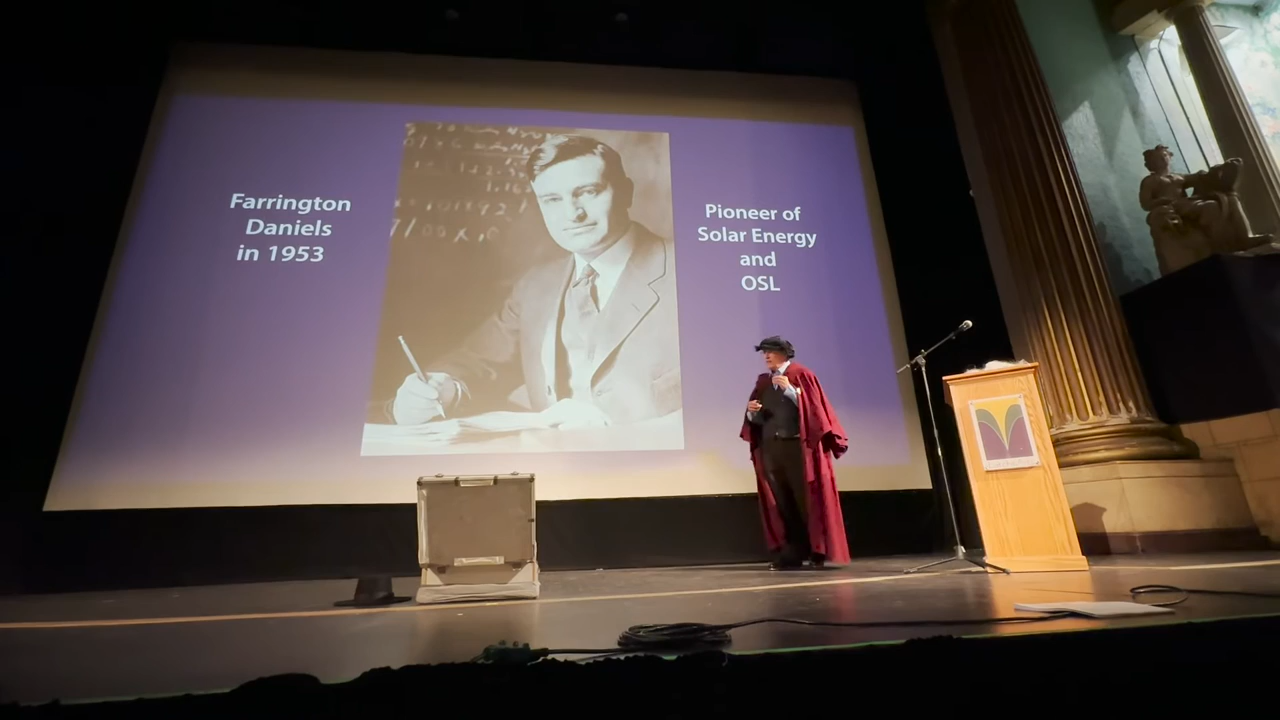 Farrington
Daniels
in 1953
Pioneer of
Solar Energy
and
OSL